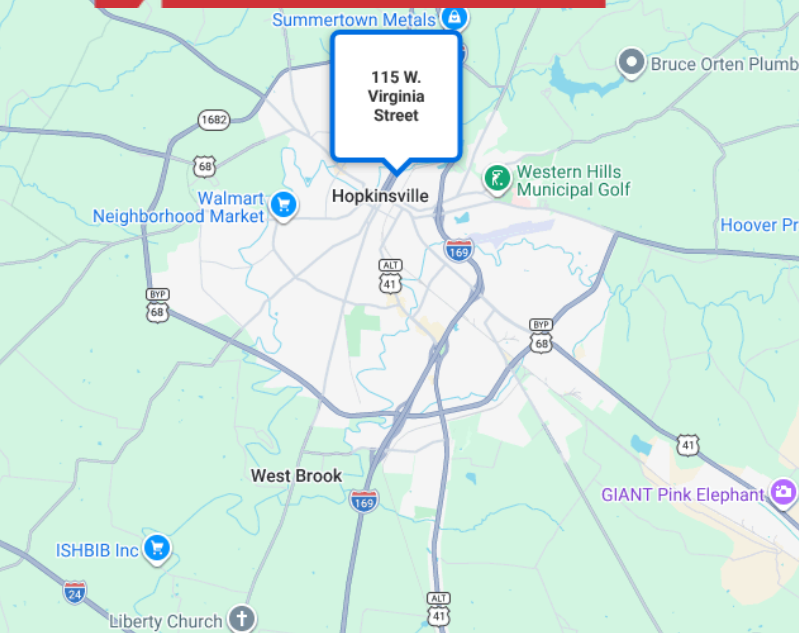 Summertown Metals
115 W.
Virginia
Street
Bruce Orten Plumb
1682
68
Western Hills
Municipal Golf
Walmart
Neighborhood Market
Hopkinsville
Hoover Pr
169
ALT
41
BYP
68
BYP
68
41
West Brook
169
GIANT Pink Elephant
ISHBIB Inc
24
ALT
41
Liberty Church